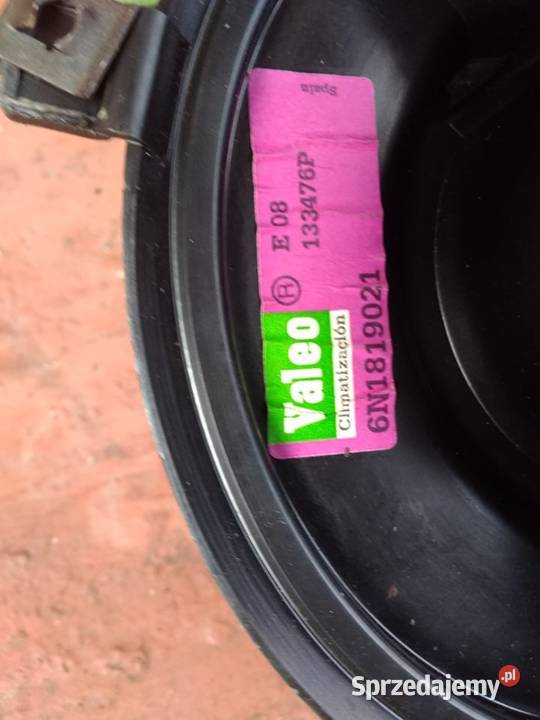 Valeo ® E 08
Climatización 133476P Spain
6N1819021
Sprzedajemy.pl